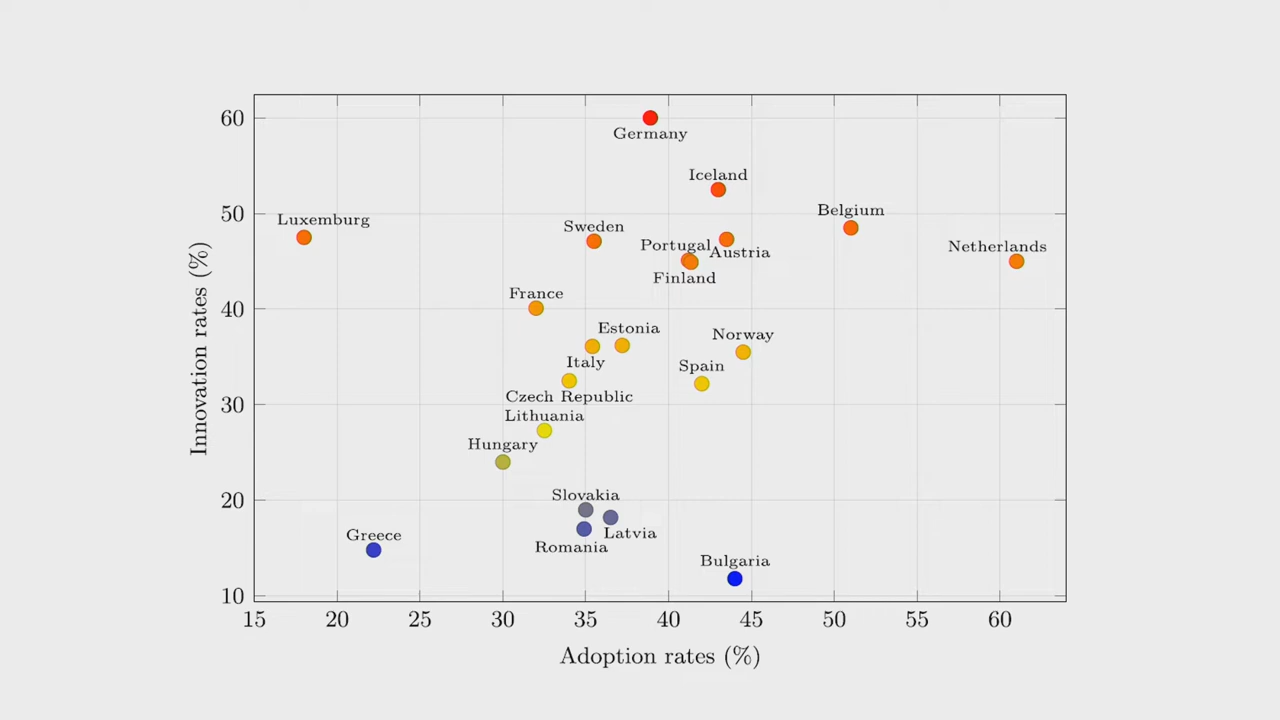 60
Germany
Iceland
Belgium
50
Luxemburg
Sweden
Portugal
Austria
Netherlands
Finland
France
40
Estonia
Norway
Italy
Spain
Czech Republic
30
Lithuania
Hungary
Slovakia
20
Latvia
Greece
Romania
Bulgaria
10
15 20 25 30 35 40 45 50 55 60
Adoption rates (%)
Innovation rates (%)